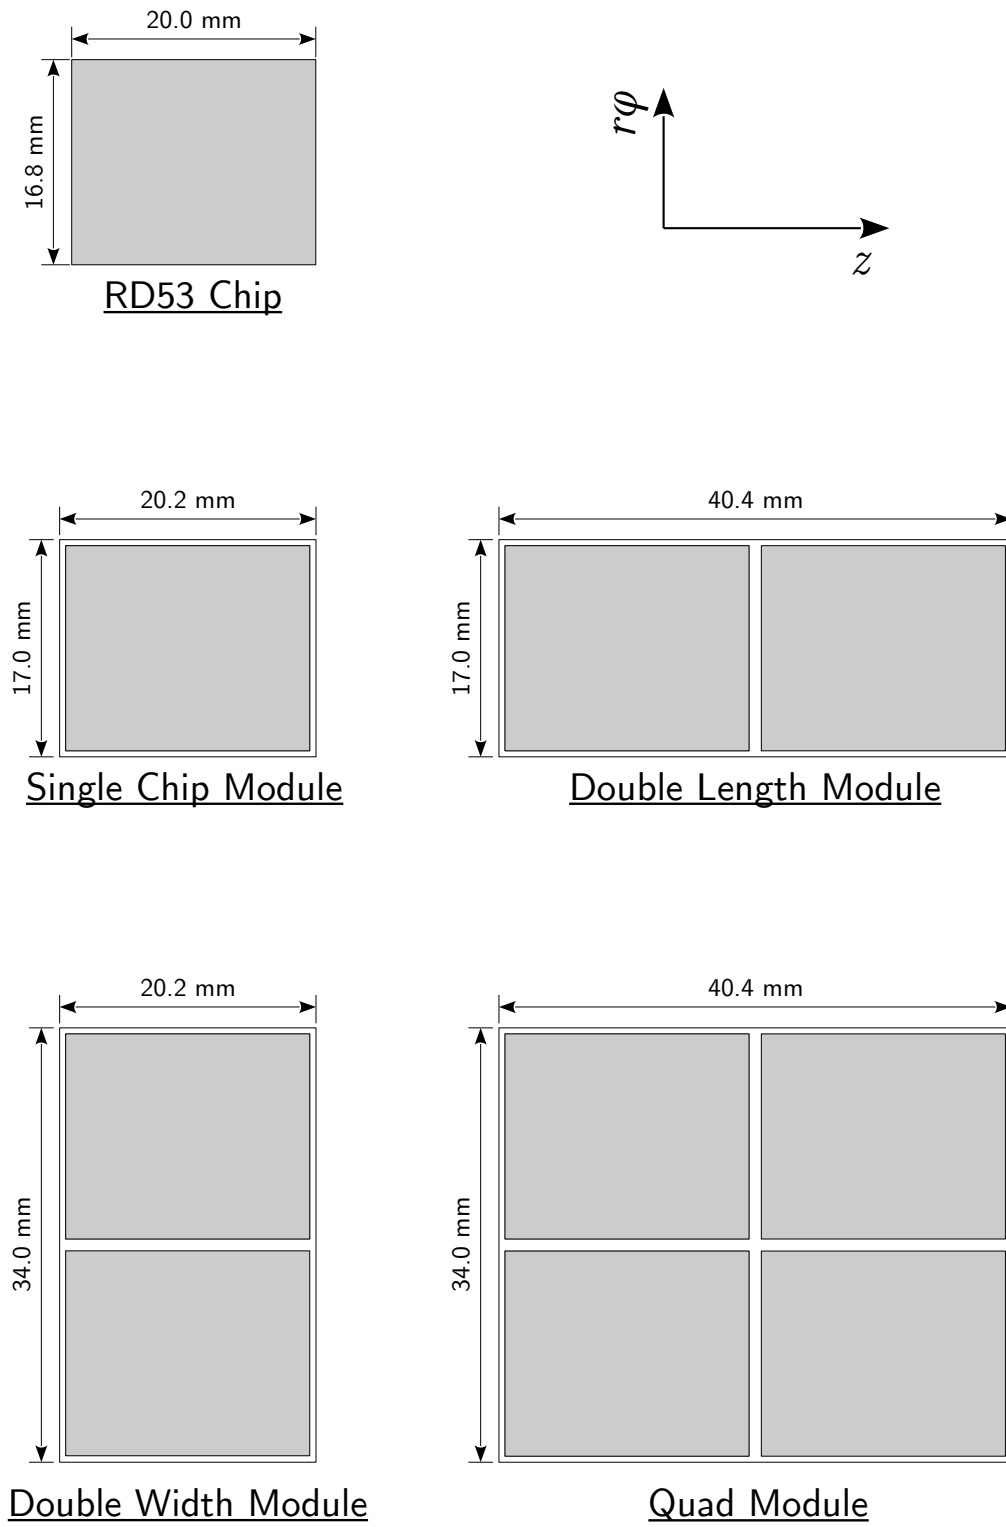 20.0 mm
16.8 mm
RD53 Chip
rφ
z
20.2 mm
17.0 mm
Single Chip Module
40.4 mm
17.0 mm
Double Length Module
20.2 mm
34.0 mm
Double Width Module
40.4 mm
34.0 mm
Quad Module